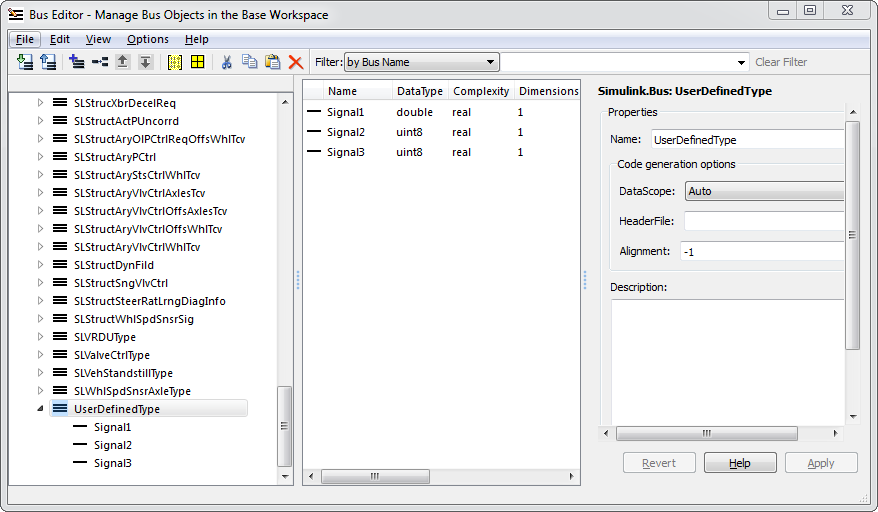 Bus Editor - Manage Bus Objects in the Base Workspace
File Edit View Options Help
Filter: by Bus Name Clear Filter
SLStrucXbrDecelReq
SLStructActPUncorrd
SLStructAryOlPCtrlReqOffsWhlTcv
SLStructAryPCtrl
SLStructAryStsCtrlWhlTcv
SLStructAryVlvCtrlAxlesTcv
SLStructAryVlvCtrlOffsAxlesTcv
SLStructAryVlvCtrlOffsWhlTcv
SLStructAryVlvCtrlWhlTcv
SLStructDynFild
SLStructSngVlvCtrl
SLStructSteerRatLrngDiagInfo
SLStructWhlSpdSnsrSig
SLVRDUType
SLValveCtrlType
SLVehStandstillType
SLWhlSpdSnsrAxleType
UserDefinedType
Signal1
Signal2
Signal3
Name DataType Complexity Dimensions
Signal1 double real 1
Signal2 uint8 real 1
Signal3 uint8 real 1
Simulink.Bus: UserDefinedType
Properties
Name: UserDefinedType
Code generation options
DataScope: Auto
HeaderFile:
Alignment: -1
Description:
Revert Help Apply